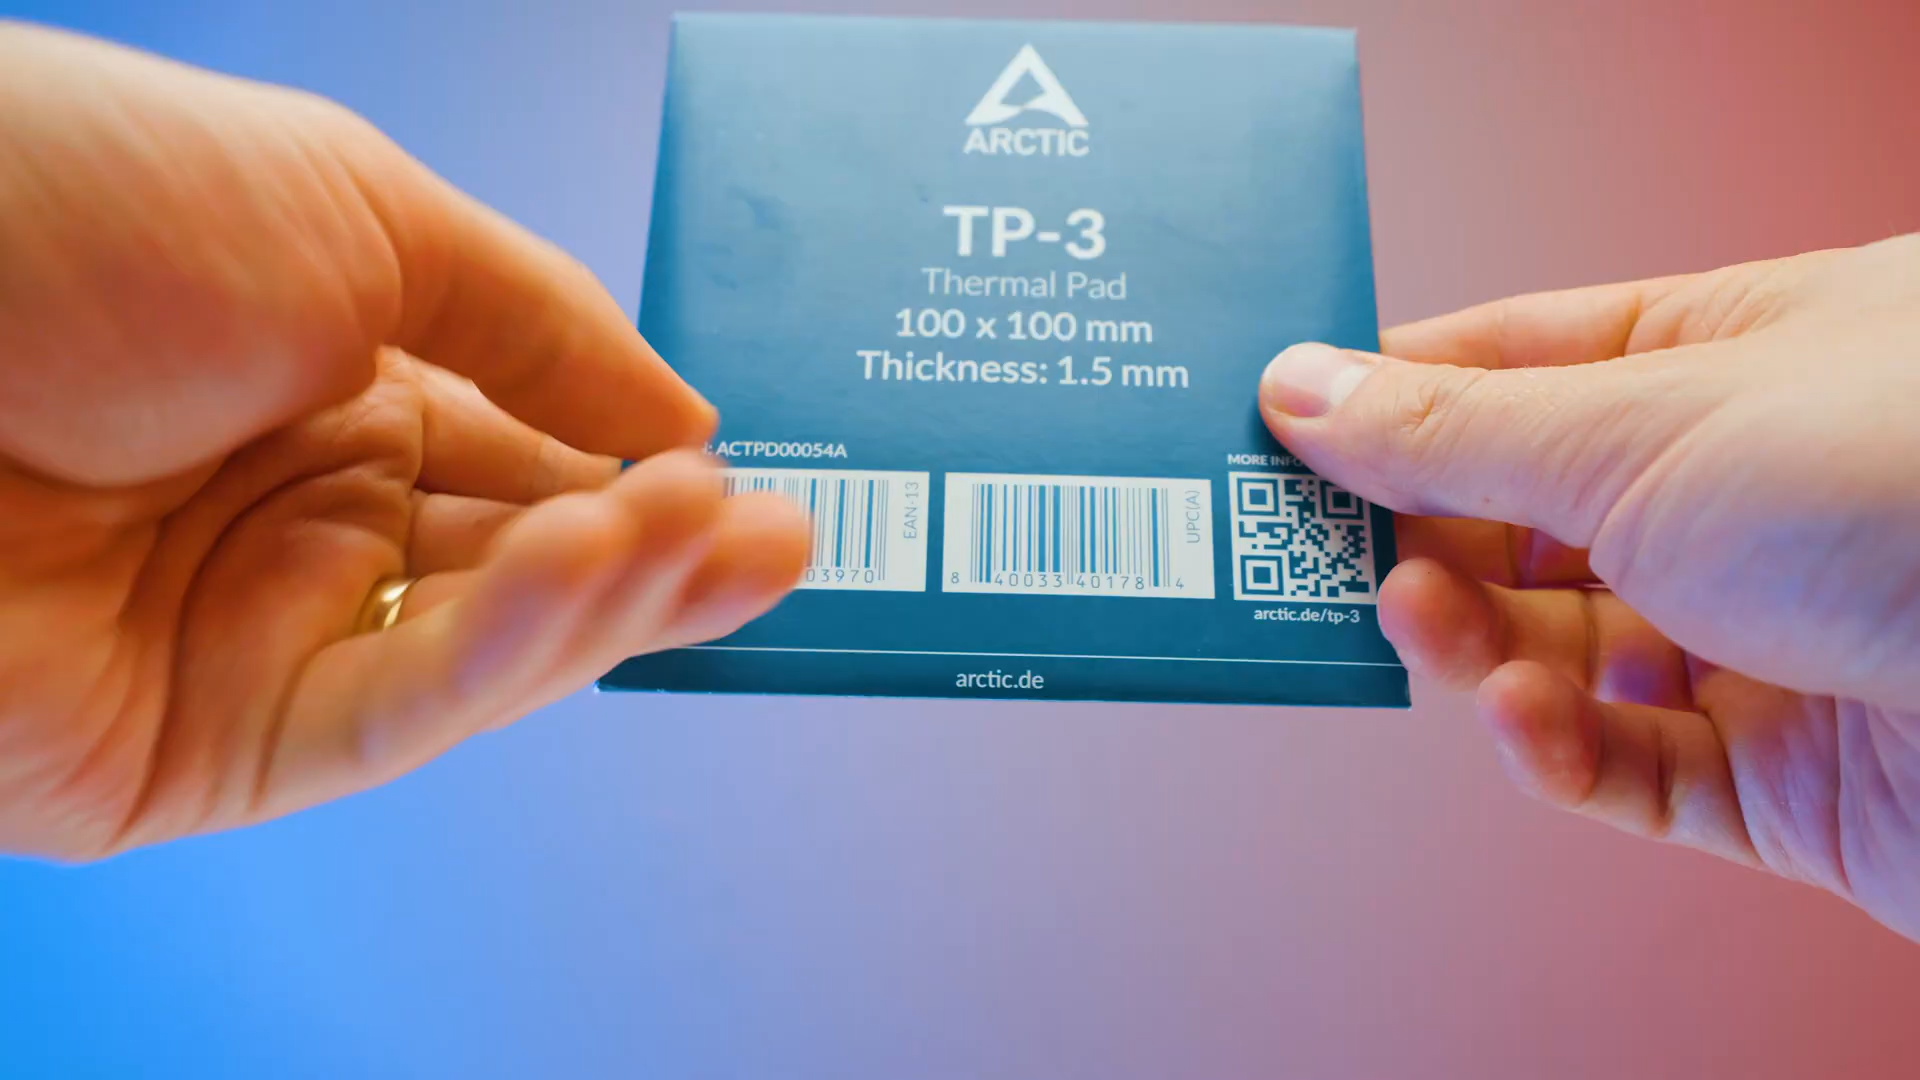 ARCTIC
TP-3
Thermal Pad
100 x 100 mm
Thickness: 1.5 mm
: ACTPD00054A
MORE INFO
EAN-13
03970
UPC(A)
8 40033 40178 4
arctic.de/tp-3
arctic.de